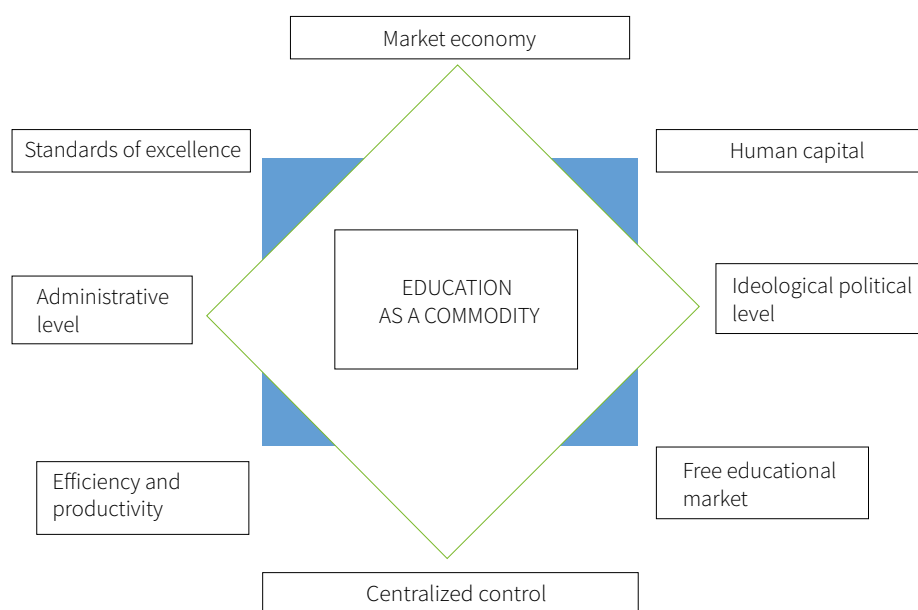 Market economy
Standards of excellence
Human capital
EDUCATION
AS A COMMODITY
Administrative
level
Ideological political
level
Efficiency and
productivity
Free educational
market
Centralized control